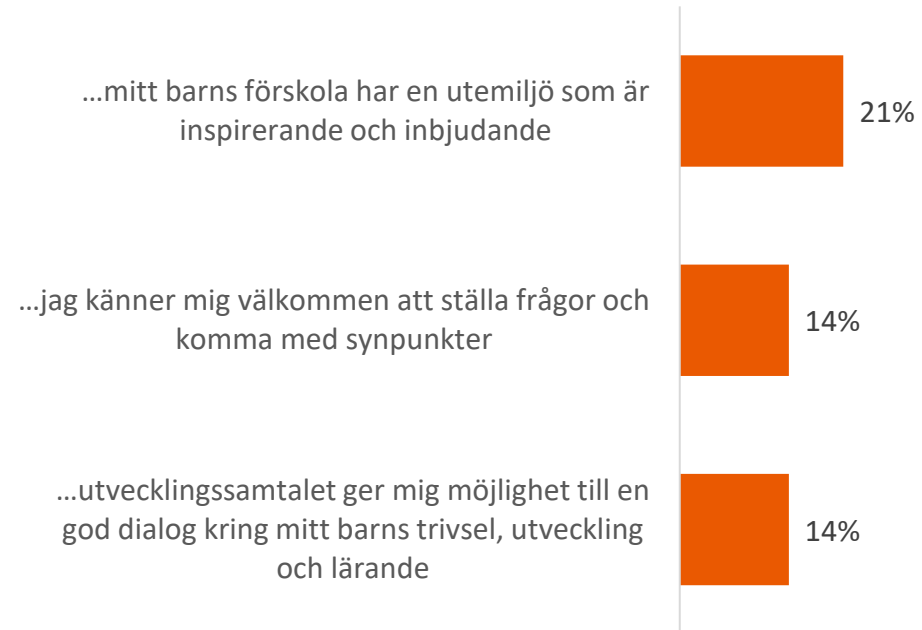 ...mitt barns förskola har en utemiljö som är
inspirerande och inbjudande
21%
...jag känner mig välkommen att ställa frågor och
komma med synpunkter
14%
...utvecklingssamtalet ger mig möjlighet till en
god dialog kring mitt barns trivsel, utveckling
och lärande
14%